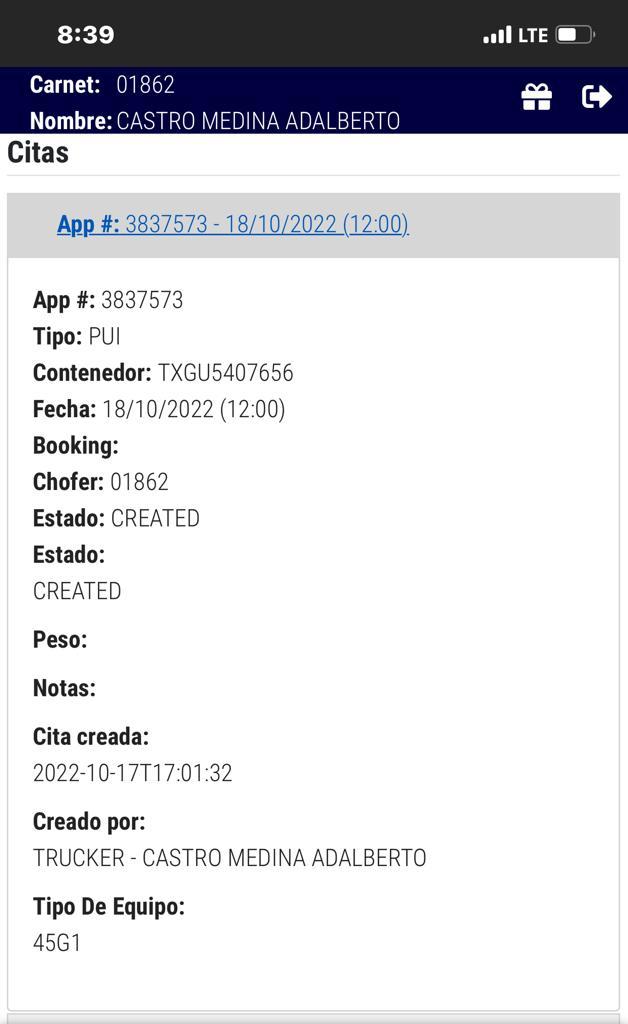 8:39
LTE
Carnet: 01862
Nombre: CASTRO MEDINA ADALBERTO
Citas
App #: 3837573 - 18/10/2022 (12:00)
App #: 3837573
Tipo: PUI
Contenedor: TXGU5407656
Fecha: 18/10/2022 (12:00)
Booking:
Chofer: 01862
Estado: CREATED
Estado:
CREATED
Peso:
Notas:
Cita creada:
2022-10-17T17:01:32
Creado por:
TRUCKER - CASTRO MEDINA ADALBERTO
Tipo De Equipo:
45G1